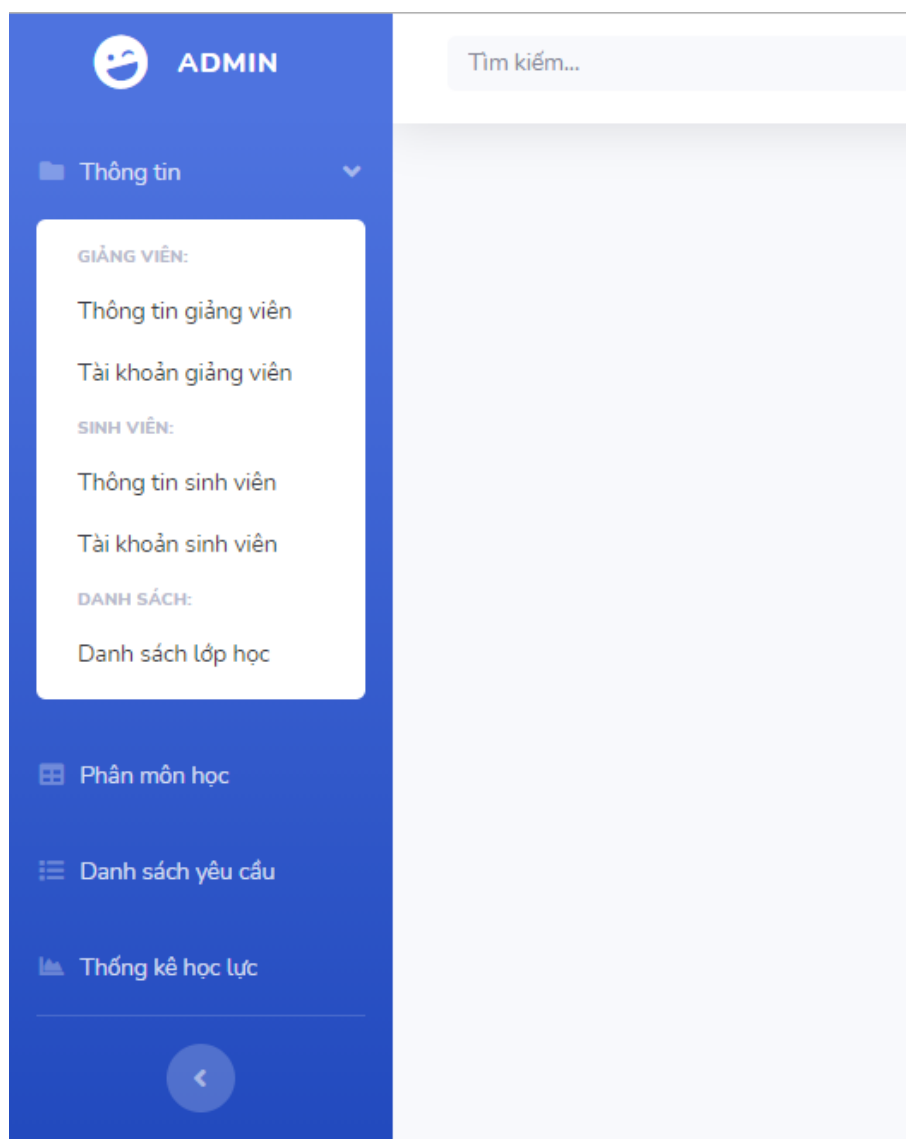 ADMIN
Tìm kiếm...
Thông tin
GIẢNG VIÊN:
Thông tin giảng viên
Tài khoản giảng viên
SINH VIÊN:
Thông tin sinh viên
Tài khoản sinh viên
DANH SÁCH:
Danh sách lớp học
Phân môn học
Danh sách yêu cầu
Thống kê học lực